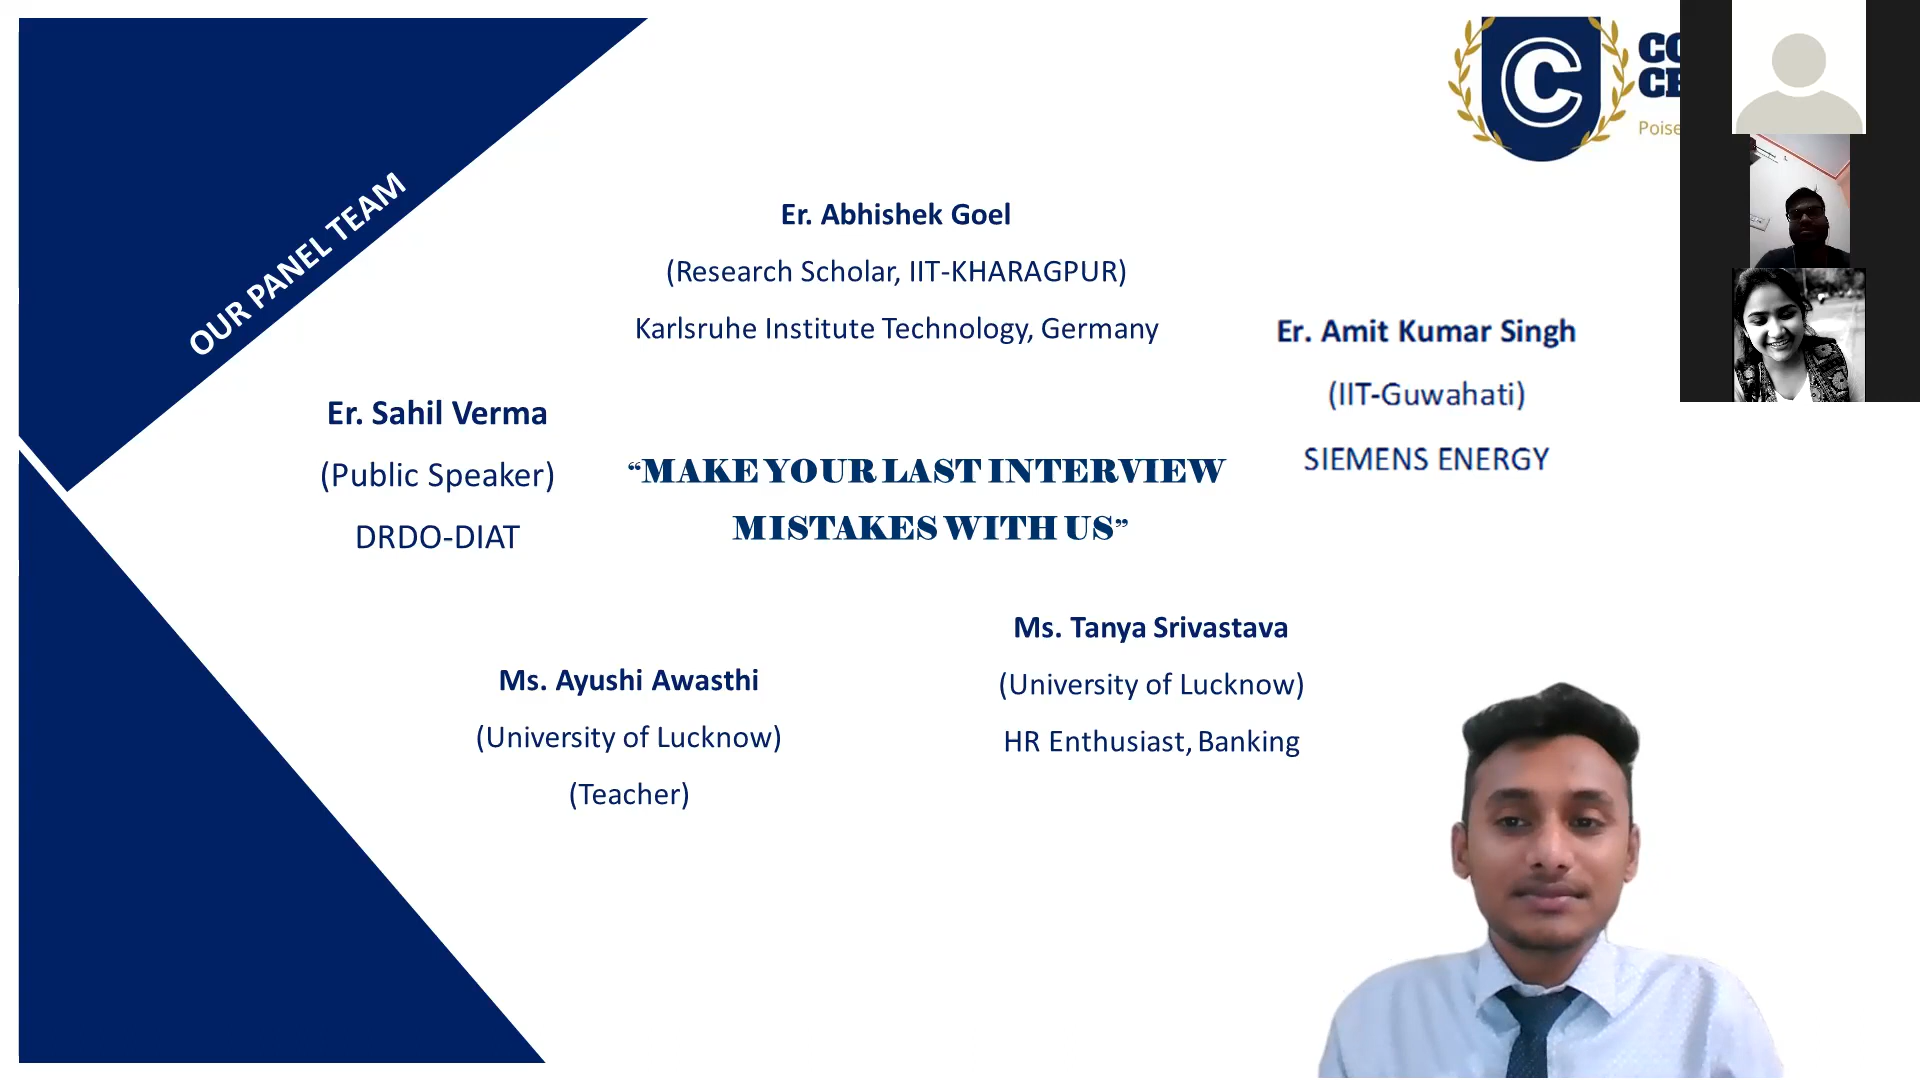 OUR PANEL TEAM
C
Er. Abhishek Goel
(Research Scholar, IIT-KHARAGPUR)
Karlsruhe Institute Technology, Germany
Er. Amit Kumar Singh
(IIT-Guwahati)
SIEMENS ENERGY
Er. Sahil Verma
(Public Speaker)
DRDO-DIAT
“MAKE YOUR LAST INTERVIEW
MISTAKES WITH US”
Ms. Ayushi Awasthi
(University of Lucknow)
(Teacher)
Ms. Tanya Srivastava
(University of Lucknow)
HR Enthusiast, Banking